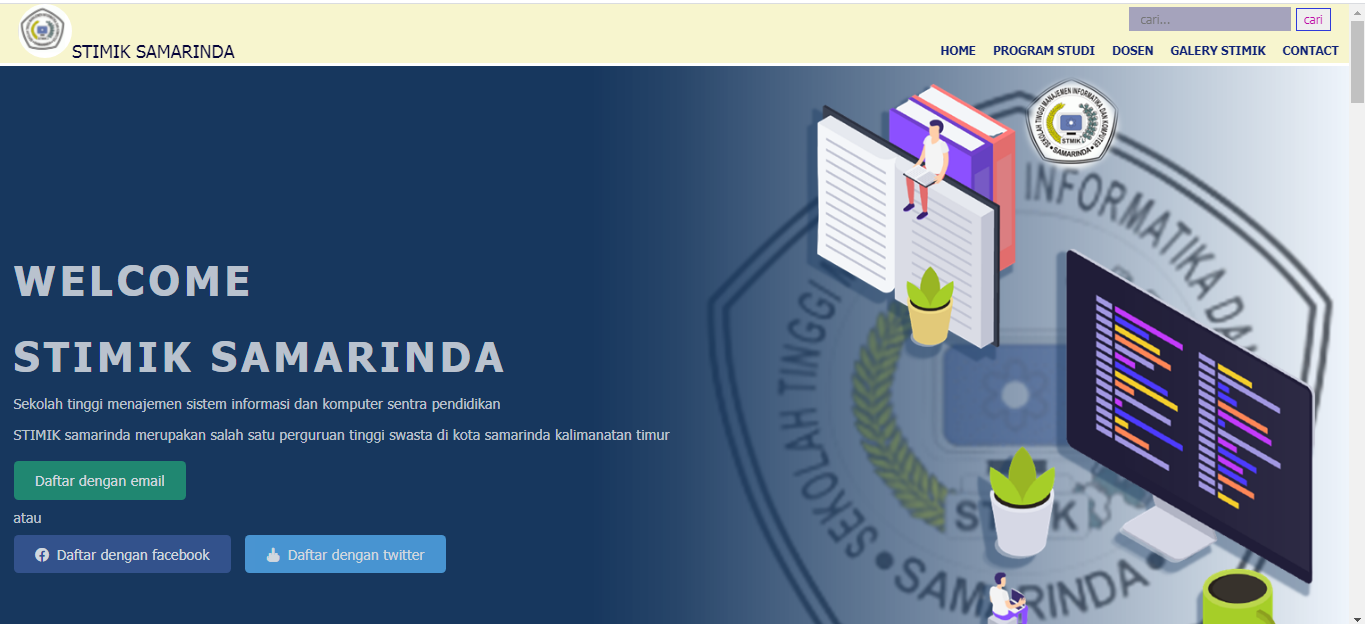 cari...
cari
STIMIK SAMARINDA
HOME PROGRAM STUDI DOSEN GALERY STIMIK CONTACT
SEKOLAH TINGGI MANAJEMEN INFORMATIKA DAN KOMPUTER
STMIK
• SAMARINDA •
WELCOME
STIMIK SAMARINDA
Sekolah tinggi menajemen sistem informasi dan komputer sentra pendidikan
STIMIK samarinda merupakan salah satu perguruan tinggi swasta di kota samarinda kalimanatan timur
Daftar dengan email
atau
Daftar dengan facebook
Daftar dengan twitter
SEKOLAH TINGGI
INFORMATIKA DA
• SAMARINDA •